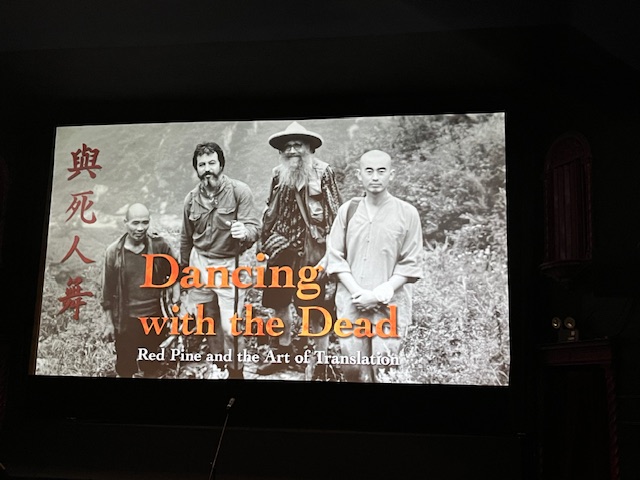 與死人舞
Dancing
with the Dead
Red Pine and the Art of Translation